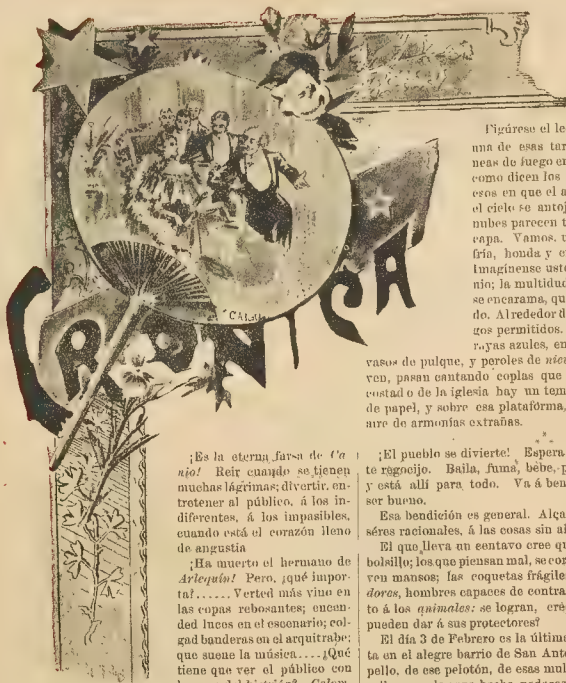 CRÓNICA
¡Es la eterna farsa de Ca
njo! Reir cuando se tienen
muchas lágrimas; divertir, en-
tretener al público, á los in-
diferentes, á los impasibles,
cuando está el corazón lleno
de angustia
¡Ha muerto el hermano de
Arlequín! Pero, ¿qué impor-
ta?...... Verted más vino en
las copas rebosantes; encen-
ded luces en el escenario; col-
gad banderas en el arquitrabe;
que suene la música.... ¿Qué
tiene que ver el público con
Figúrese el le
una de esas tar
neas de fuego en
como dicen los
esos en que el a
el cielo se antoj
nubes parecen t
capa. Vamos, u
fría, honda y
Imagínense uste
nio; la multitud
se encarama, qu
do. Alrededor d
gos permitidos.
rayas azules, en
vasos de pulque, y peroles de
ven, pasan cantando coplas que
costado de la iglesia hay un tem
de papel, y sobre esa plataforma,
aire de armonías extrañas.
¡El pueblo se divierte! Espera
te regocijo. Baila, fuma, bebe,
y está allí para todo. Va á ben
ser bueno.
Esa bendición es general. Alca
séres racionales, á las cosas sin
El que lleva un centavo cree qu
bolsillo; los que piensan mal, se
ven mansos; las coquetas frágile
dores, hombres capaces de contra
to á los animales: se logran, cré
pueden dar á sus protectores?
El día 3 de Febrero es la última
ta en el alegre barrio de San Anto
pello, de ese pelotón, de esas mul